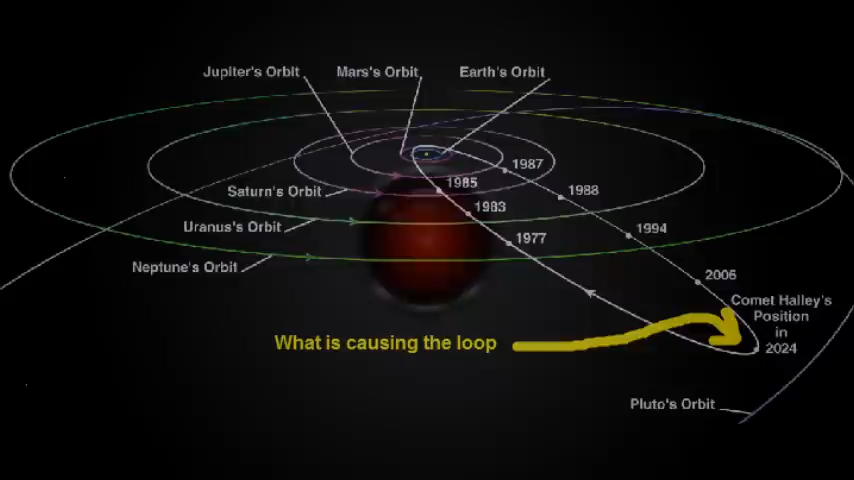 Jupiter's Orbit
Mars's Orbit
Earth's Orbit
1987
1985
Saturn's Orbit
1988
1983
Uranus's Orbit
1994
1977
Neptune's Orbit
2005
Comet Halley's
Position
in
2024
What is causing the loop
Pluto's Orbit